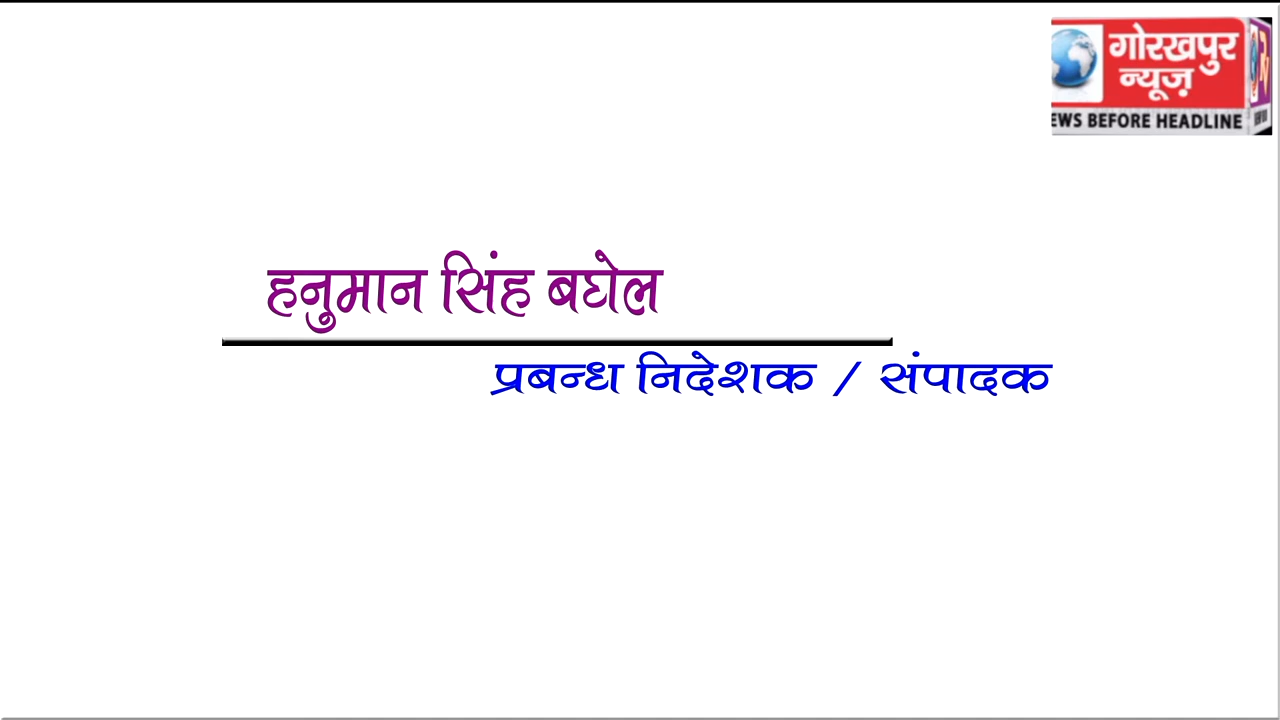 गोरखपुर
न्यूज़
EWS BEFORE HEADLINE
हनुमान सिंह बघेल
प्रबन्ध निदेशक / संपादक